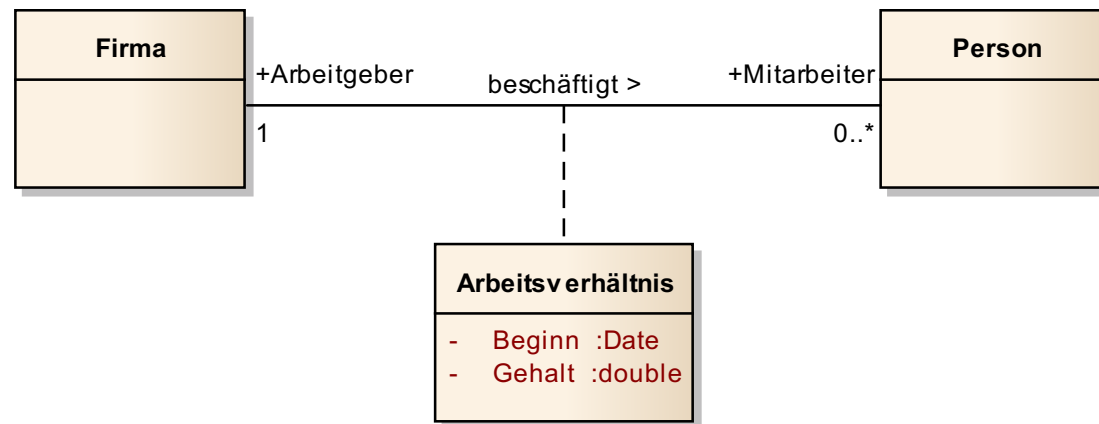 Firma
Person
+Arbeitgeber
beschäftigt >
+Mitarbeiter
1
0..*
Arbeitsverhältnis
- Beginn :Date
- Gehalt :double